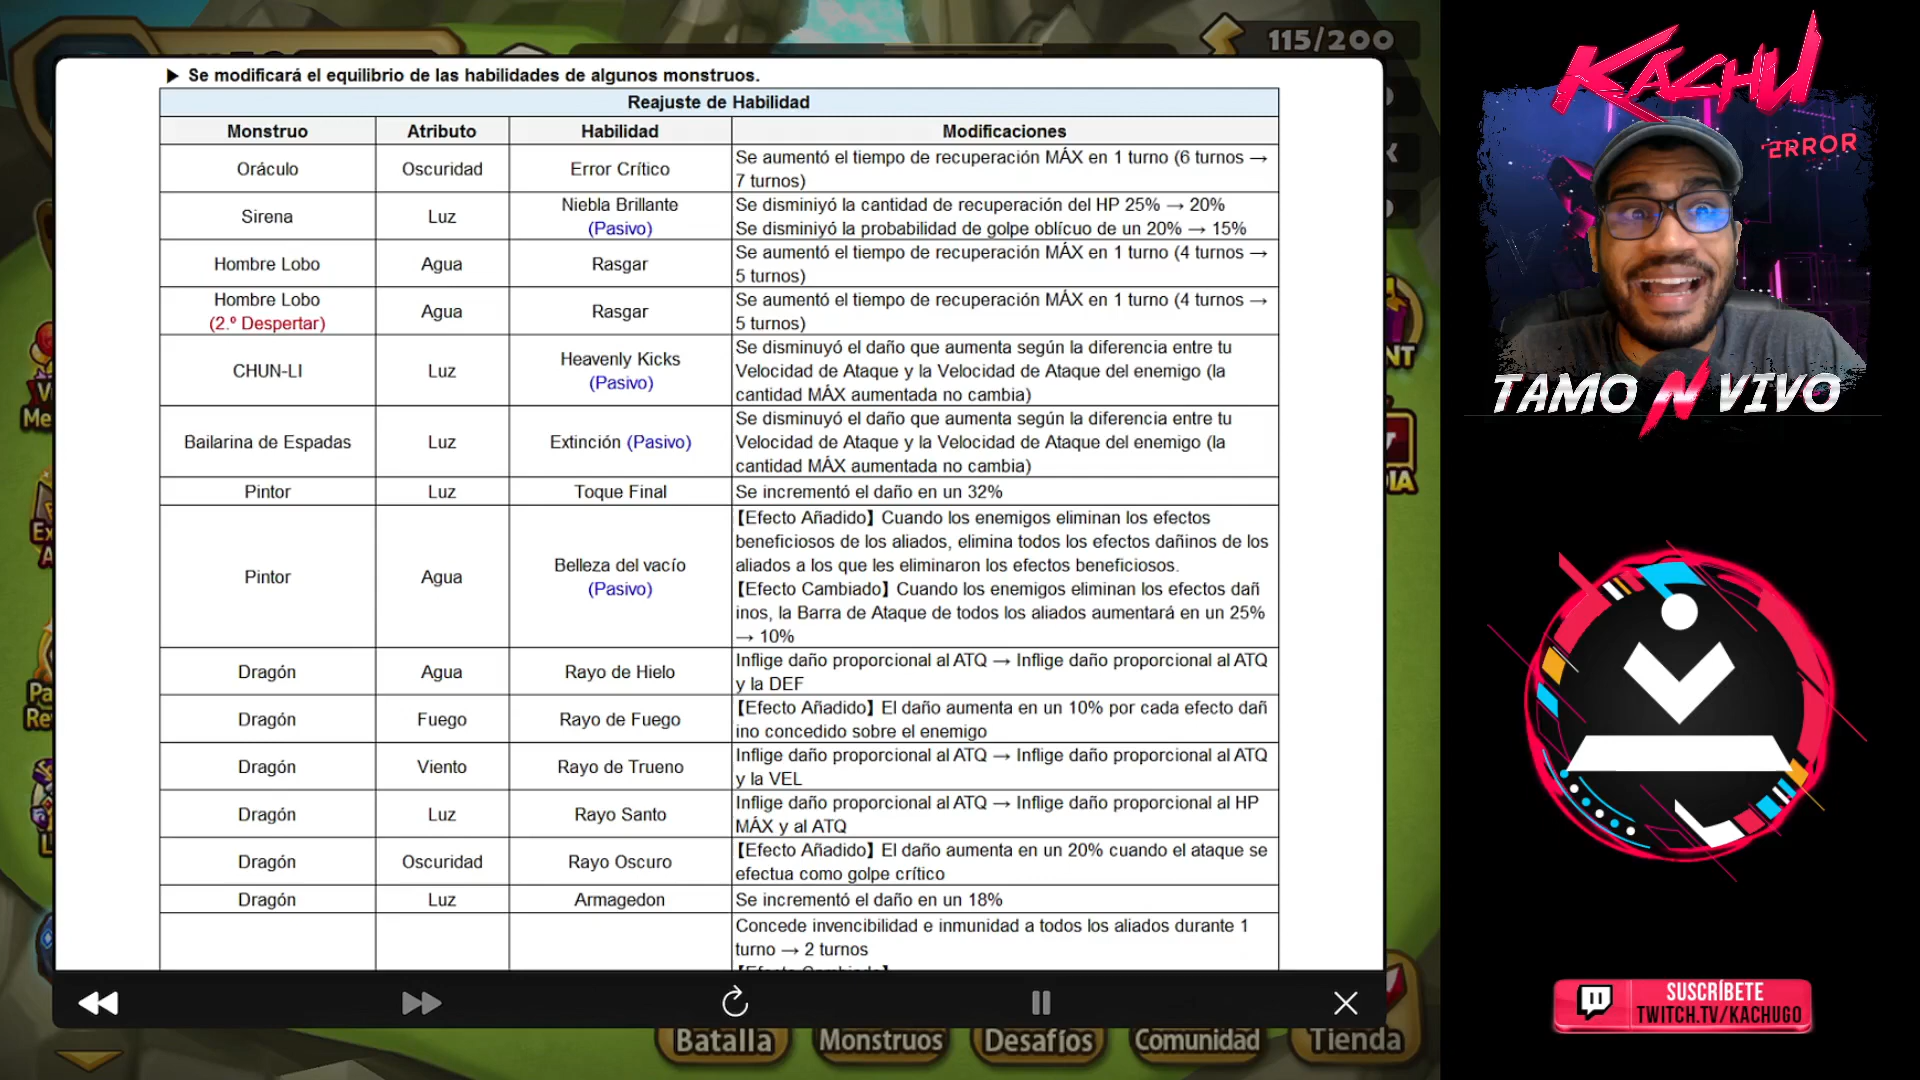 115/200
▶ Se modificará el equilibrio de las habilidades de algunos monstruos.
Reajuste de Habilidad
Monstruo Atributo Habilidad Modificaciones
Oráculo Oscuridad Error Crítico Se aumentó el tiempo de recuperación MÁX en 1 turno (6 turnos →
7 turnos)
Sirena Luz Niebla Brillante
(Pasivo)
Se disminiyó la cantidad de recuperación del HP 25% → 20%
Se disminiyó la probabilidad de golpe oblícuo de un 20% → 15%
Hombre Lobo Agua Rasgar Se aumentó el tiempo de recuperación MÁX en 1 turno (4 turnos →
5 turnos)
Hombre Lobo
(2.º Despertar)
Agua Rasgar Se aumentó el tiempo de recuperación MÁX en 1 turno (4 turnos →
5 turnos)
CHUN-LI Luz Heavenly Kicks
(Pasivo)
Se disminuyó el daño que aumenta según la diferencia entre tu
Velocidad de Ataque y la Velocidad de Ataque del enemigo (la
cantidad MÁX aumentada no cambia)
Bailarina de Espadas Luz Extinción (Pasivo) Se disminuyó el daño que aumenta según la diferencia entre tu
Velocidad de Ataque y la Velocidad de Ataque del enemigo (la
cantidad MÁX aumentada no cambia)
Pintor Luz Toque Final Se incrementó el daño en un 32%
Pintor Agua Belleza del vacío
(Pasivo)
【Efecto Añadido】 Cuando los enemigos eliminan los efectos
beneficiosos de los aliados, elimina todos los efectos dañinos de los
aliados a los que les eliminaron los efectos beneficiosos.
【Efecto Cambiado】 Cuando los enemigos eliminan los efectos dañ
inos, la Barra de Ataque de todos los aliados aumentará en un 25%
→ 10%
Dragón Agua Rayo de Hielo Inflige daño proporcional al ATQ → Inflige daño proporcional al ATQ
y la DEF
Dragón Fuego Rayo de Fuego 【Efecto Añadido】 El daño aumenta en un 10% por cada efecto dañ
ino concedido sobre el enemigo
Dragón Viento Rayo de Trueno Inflige daño proporcional al ATQ → Inflige daño proporcional al ATQ
y la VEL
Dragón Luz Rayo Santo Inflige daño proporcional al ATQ → Inflige daño proporcional al HP
MÁX y al ATQ
Dragón Oscuridad Rayo Oscuro 【Efecto Añadido】 El daño aumenta en un 20% cuando el ataque se
efectua como golpe crítico
Dragón Luz Armagedon Se incrementó el daño en un 18%
Concede invencibilidad e inmunidad a todos los aliados durante 1
turno → 2 turnos
Batalla Monstruos Desafíos Comunidad Tienda
KACHU
ERROR
TAMO N VIVO
SUSCRÍBETE
TWITCH.TV/KACHUGO